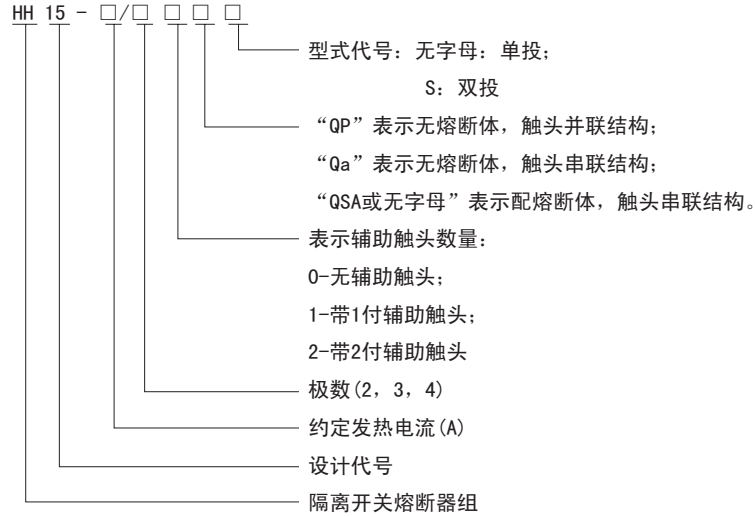 HH 15 - □/□ □ □ □
型式代号：无字母：单投；
S：双投
“QP”表示无熔断体，触头并联结构；
“Qa”表示无熔断体，触头串联结构；
“QSA或无字母”表示配熔断体，触头串联结构。
表示辅助触头数量：
0-无辅助触头；
1-带1付辅助触头；
2-带2付辅助触头
极数(2, 3, 4)
约定发热电流(A)
设计代号
隔离开关熔断器组